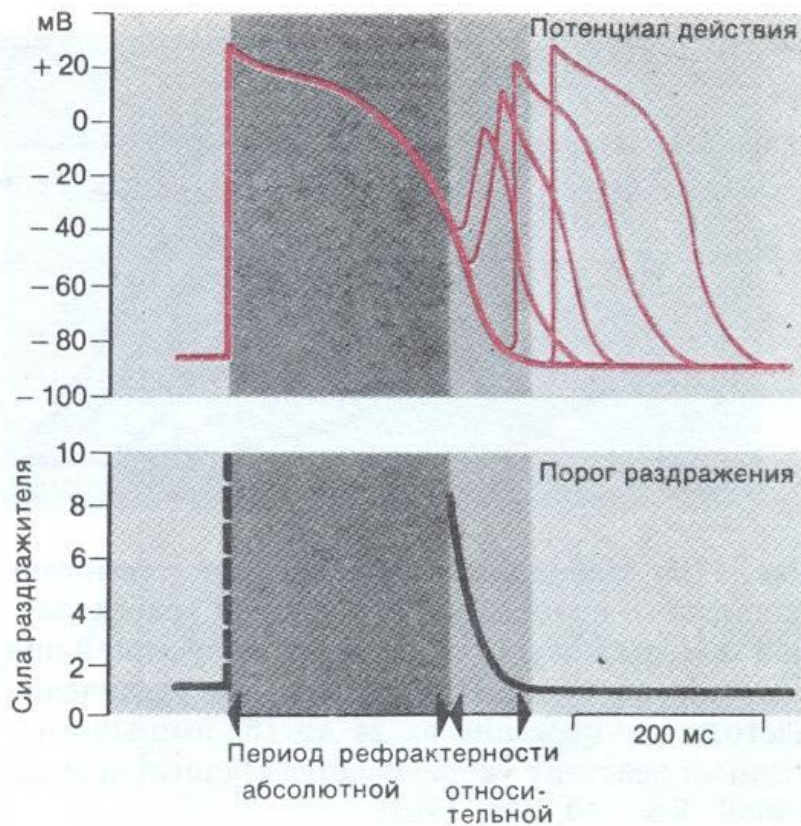 мВ
Потенциал действия
+ 20
0
− 20
− 40
− 60
− 80
− 100
Сила раздражителя
Порог раздражения
10
8
6
4
2
0
200 мс
Период рефрактерности
абсолютной
относи-
тельной